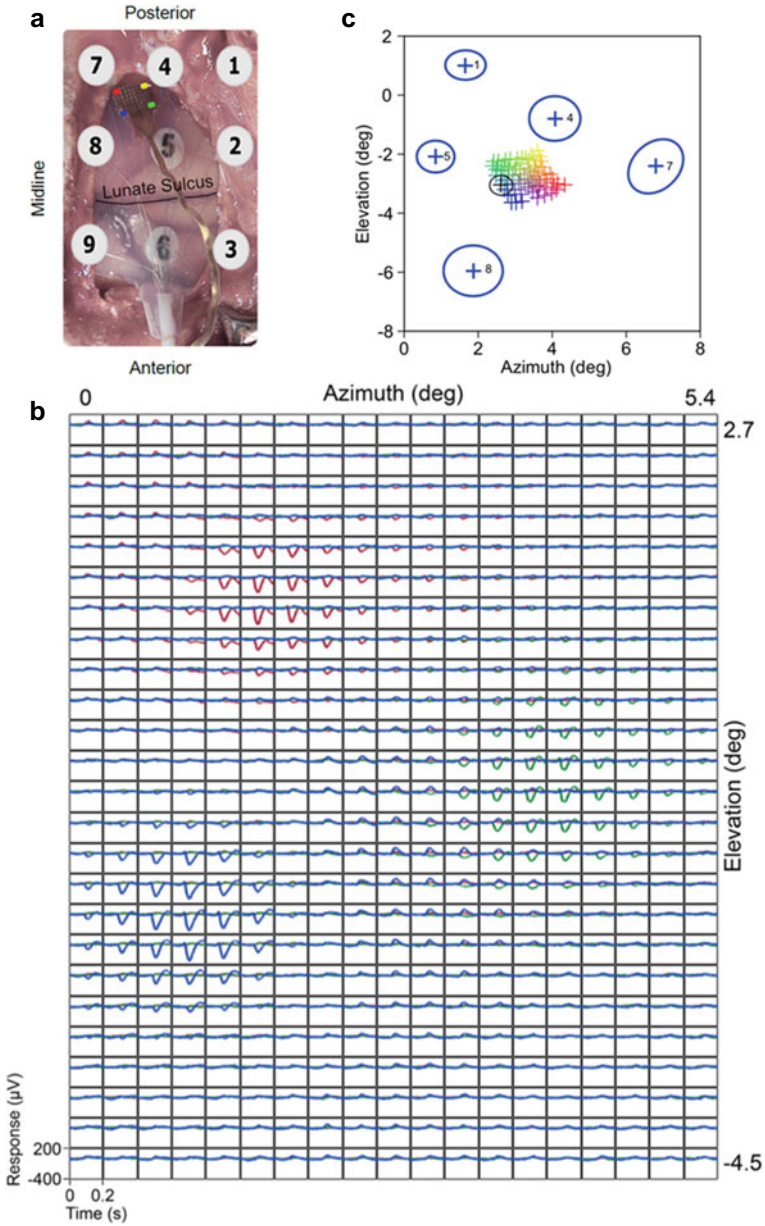 a
Posterior
7
4
1
8
5
2
Lunate Sulcus
Midline
9
6
3
Anterior
c
2
0
-2
-4
-6
-8
Elevation (deg)
1
4
5
7
8
0 2 4 6 8
Azimuth (deg)
b
0 Azimuth (deg) 5.4
2.7
Elevation (deg)
-4.5
Response (µV)
200
-400
0 0.2
Time (s)